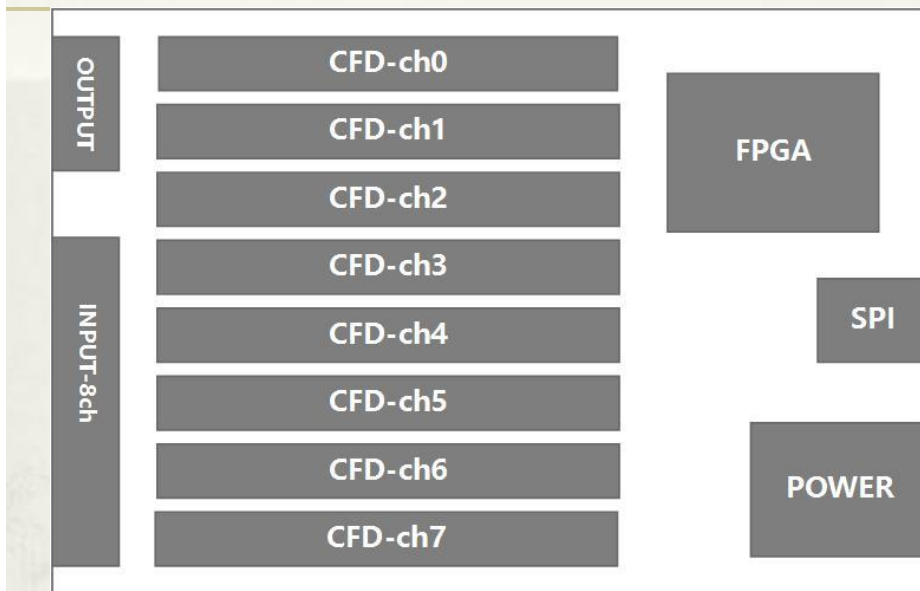 OUTPUT
INPUT-8ch
CFD-ch0
CFD-ch1
CFD-ch2
CFD-ch3
CFD-ch4
CFD-ch5
CFD-ch6
CFD-ch7
FPGA
SPI
POWER